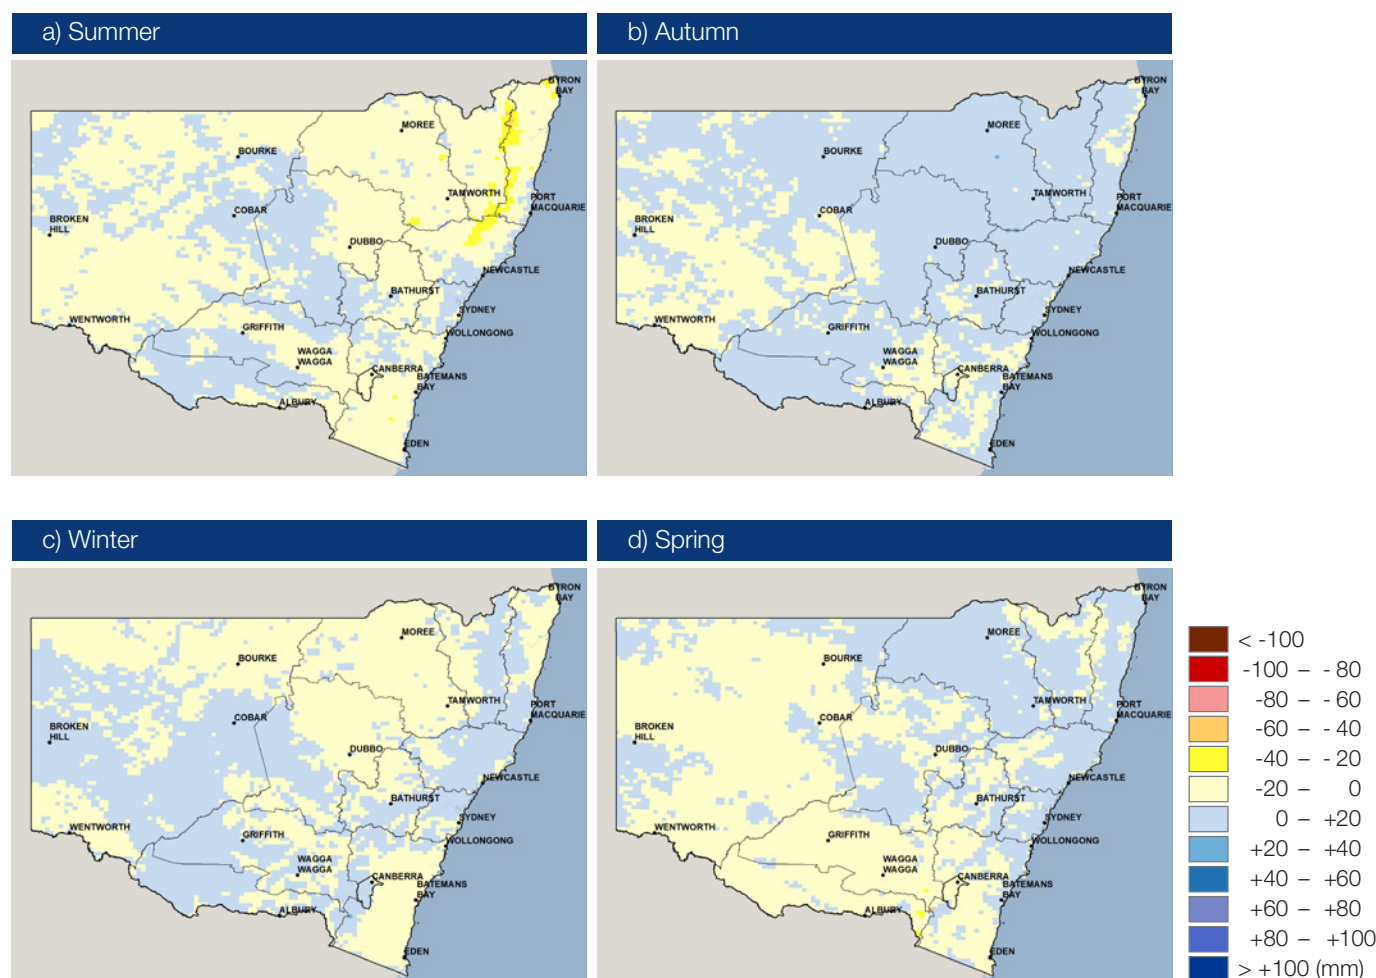 a) Summer
BYRON
BAY
MOREE
BOURKE
TAMWORTH
PORT
MACQUARIE
COBAR
BROKEN
HILL
DUBBO
NEWCASTLE
BATHURST
SYDNEY
WENTWORTH
GRIFFITH
WOLLONGONG
WAGGA
WAGGA
CANBERRA
BATEMANS
BAY
ALBURY
EDEN
b) Autumn
BYRON
BAY
MOREE
BOURKE
TAMWORTH
PORT
MACQUARIE
COBAR
BROKEN
HILL
DUBBO
NEWCASTLE
BATHURST
SYDNEY
WENTWORTH
GRIFFITH
WOLLONGONG
WAGGA
WAGGA
CANBERRA
BATEMANS
BAY
ALBURY
EDEN
c) Winter
BYRON
BAY
MOREE
BOURKE
TAMWORTH
PORT
MACQUARIE
COBAR
BROKEN
HILL
DUBBO
NEWCASTLE
BATHURST
SYDNEY
WENTWORTH
GRIFFITH
WOLLONGONG
WAGGA
WAGGA
CANBERRA
BATEMANS
BAY
ALBURY
EDEN
d) Spring
BYRON
BAY
MOREE
BOURKE
TAMWORTH
PORT
MACQUARIE
COBAR
BROKEN
HILL
DUBBO
NEWCASTLE
BATHURST
SYDNEY
WENTWORTH
GRIFFITH
WOLLONGONG
WAGGA
WAGGA
CANBERRA
BATEMANS
BAY
ALBURY
EDEN
< -100
-100 – - 80
-80 – - 60
-60 – - 40
-40 – - 20
-20 – 0
0 – +20
+20 – +40
+40 – +60
+60 – +80
+80 – +100
> +100 (mm)